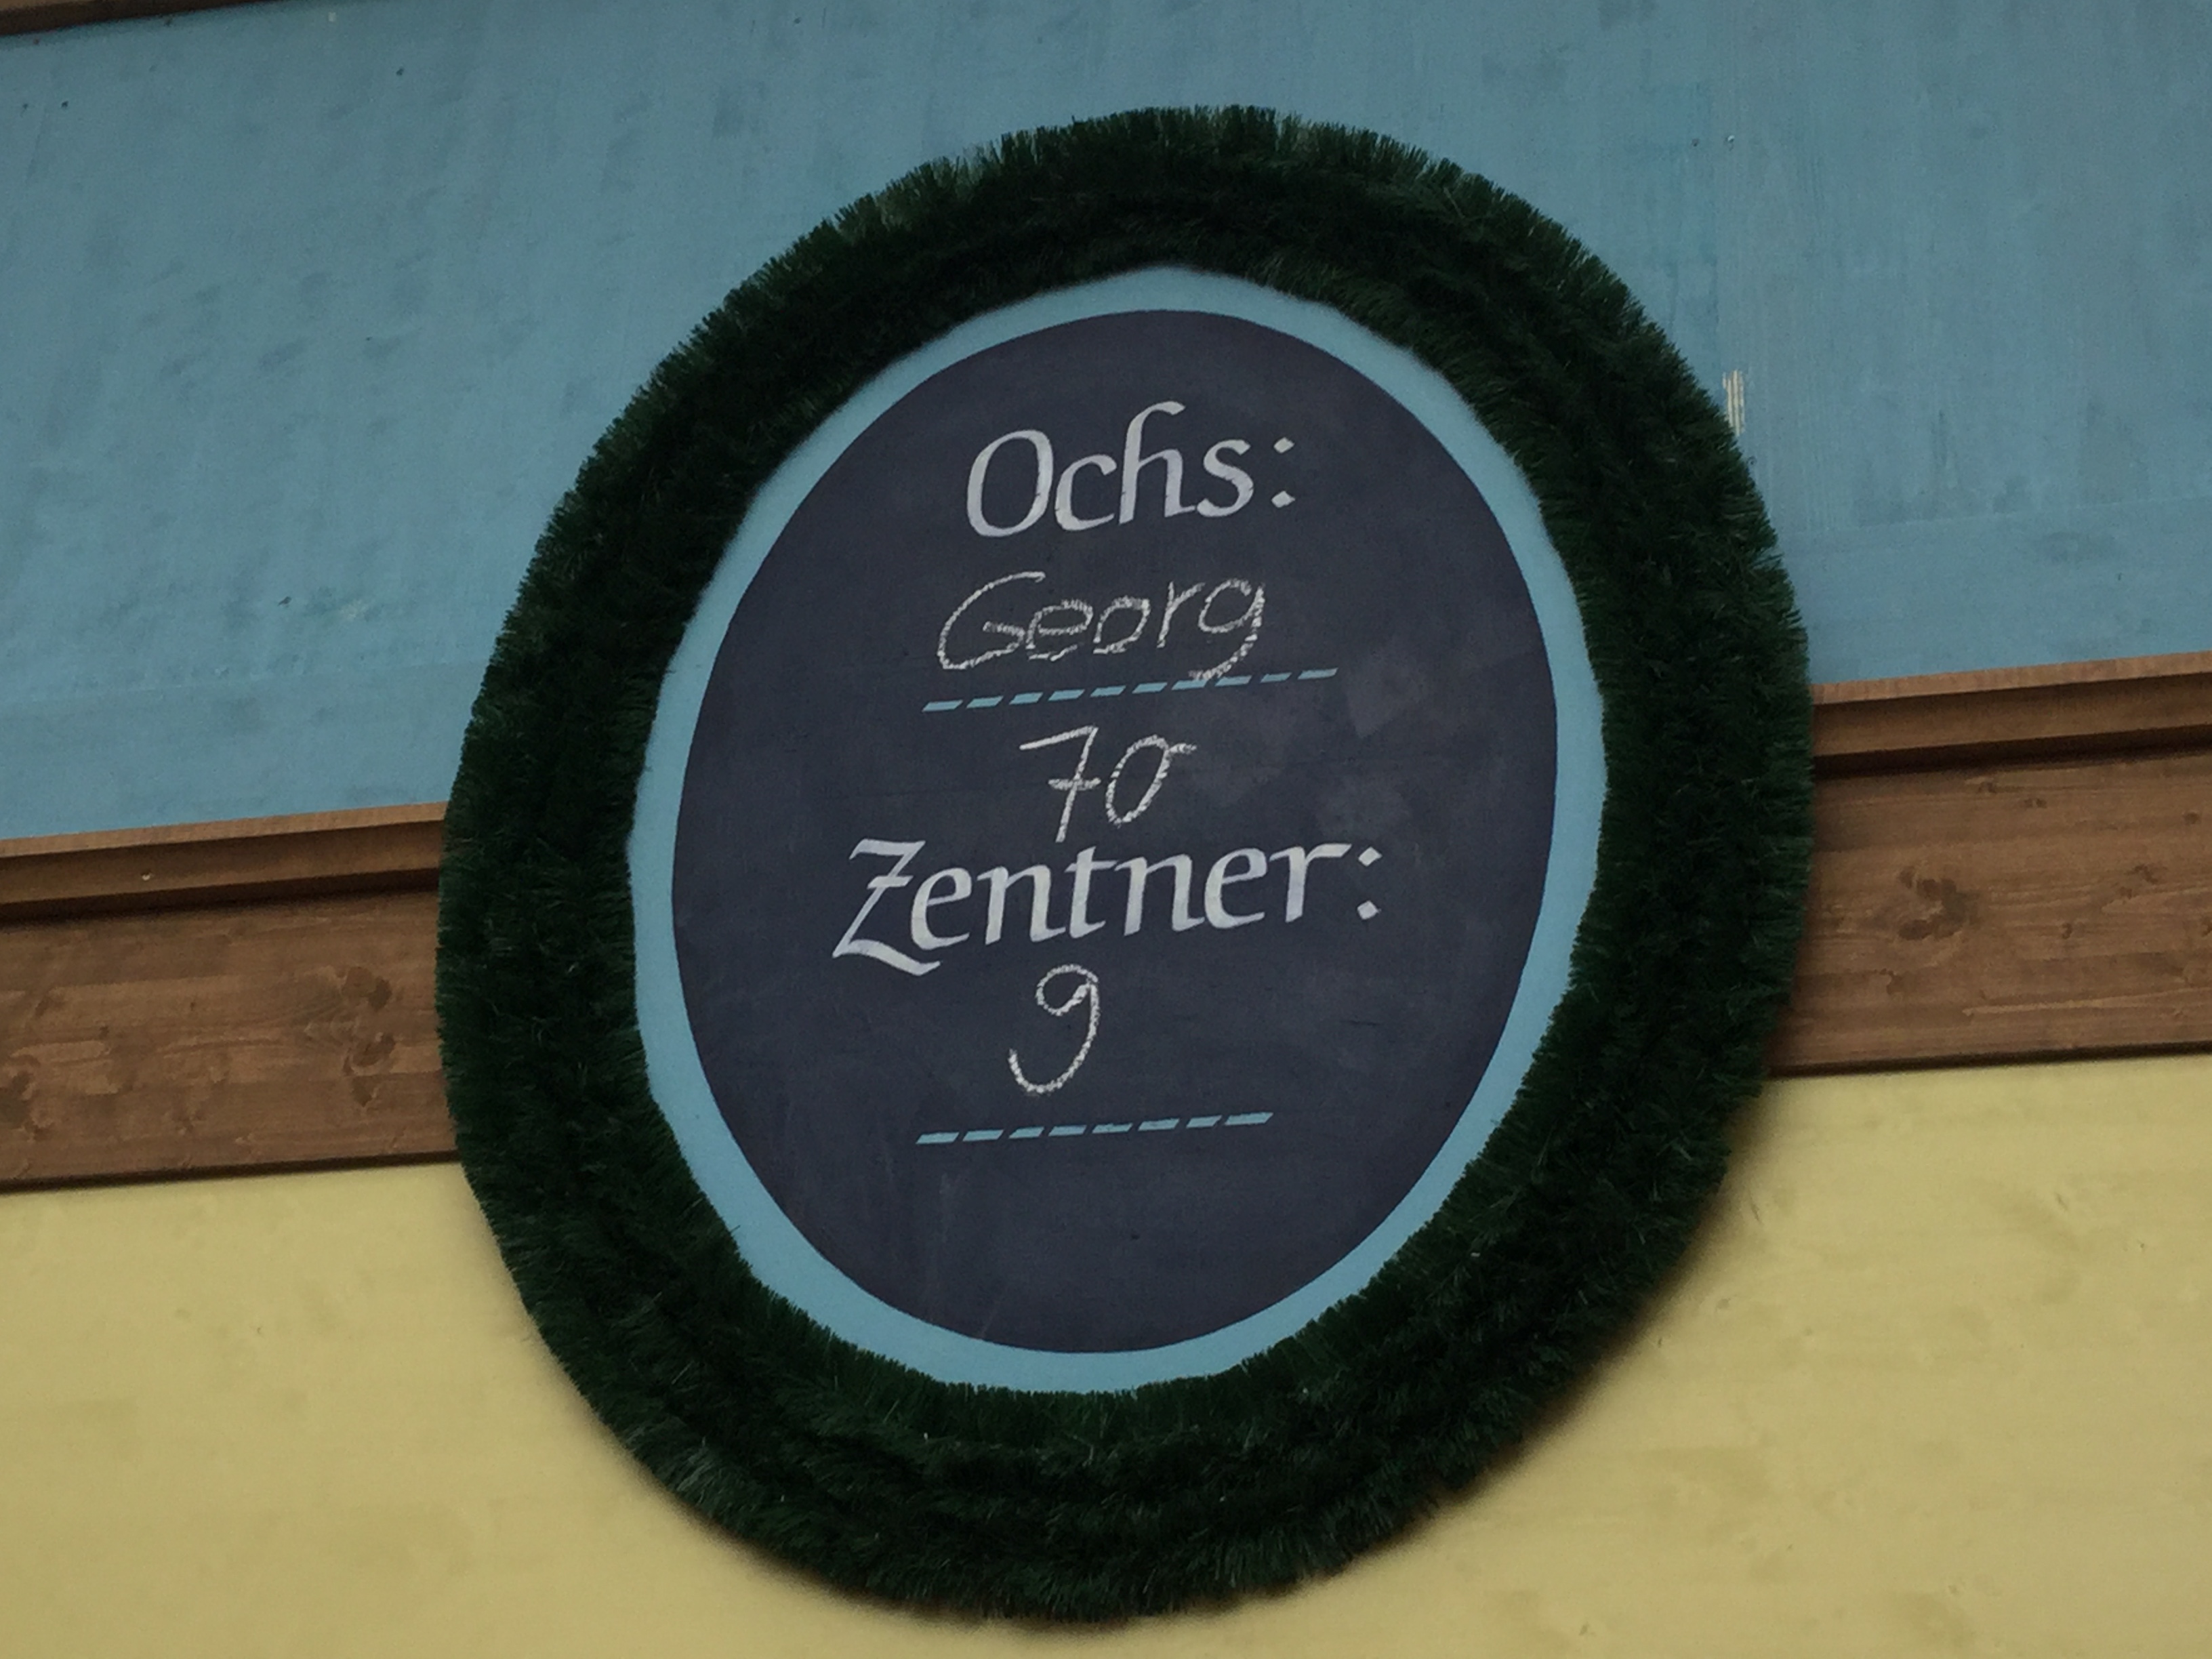 Ochs:
Georg
70
Zentner:
9